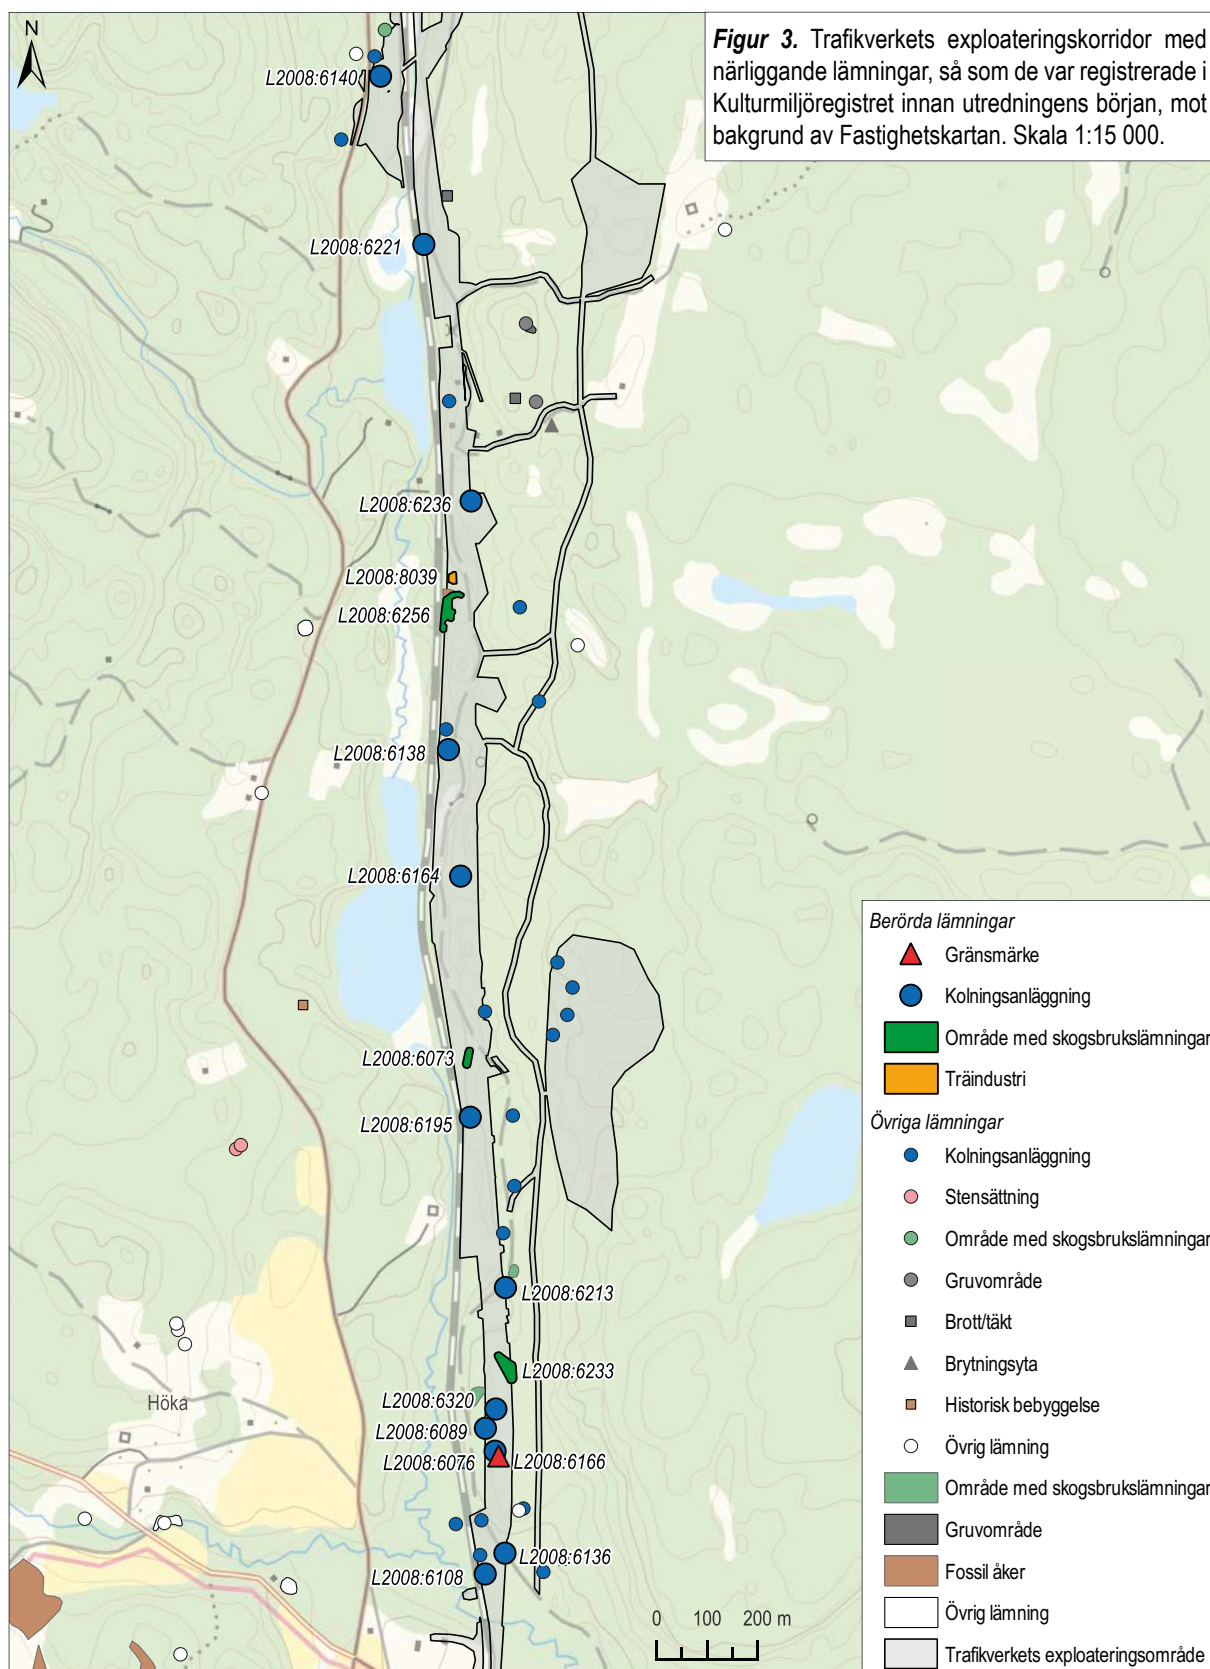 N
Figur 3. Trafikverkets exploateringskorridor med
närliggande lämningar, så som de var registrerade i
Kulturmiljöregistret innan utredningens början, mot
bakgrund av Fastighetskartan. Skala 1:15 000.
L2008:6140
L2008:6221
L2008:6236
L2008:8039
L2008:6256
L2008:6138
L2008:6164
L2008:6073
L2008:6195
L2008:6213
L2008:6233
L2008:6320
L2008:6089
L2008:6076
L2008:6166
L2008:6136
L2008:6108
Höka
0 100 200 m
Berörda lämningar
Gränsmärke
Kolningsanläggning
Område med skogsbrukslämningar
Träindustri
Övriga lämningar
Kolningsanläggning
Stensättning
Område med skogsbrukslämningar
Gruvområde
Brott/täkt
Brytningsyta
Historisk bebyggelse
Övrig lämning
Område med skogsbrukslämningar
Gruvområde
Fossil åker
Övrig lämning
Trafikverkets exploateringsområde